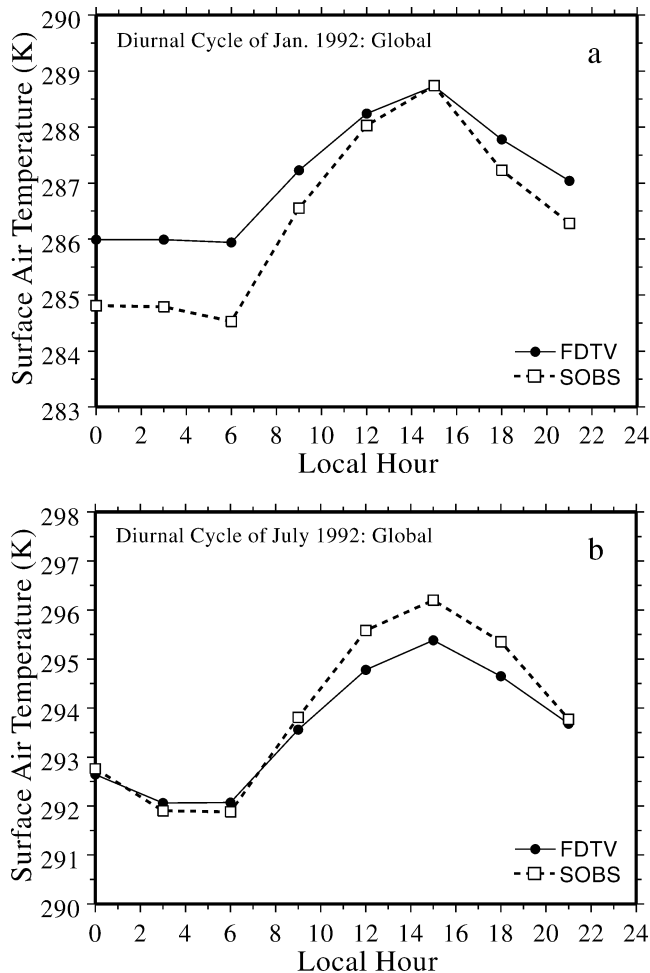 Diurnal Cycle of Jan. 1992: Global
a
Surface Air Temperature (K)
290
289
288
287
286
285
284
283
FDTV
SOBS
0 2 4 6 8 10 12 14 16 18 20 22 24
Local Hour
Diurnal Cycle of July 1992: Global
b
Surface Air Temperature (K)
298
297
296
295
294
293
292
291
290
FDTV
SOBS
0 2 4 6 8 10 12 14 16 18 20 22 24
Local Hour